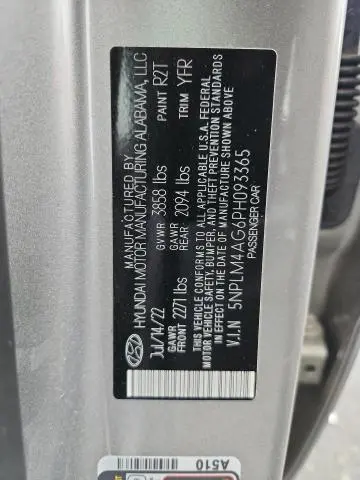 MANUFACTURED BY
HYUNDAI MOTOR MANUFACTURING ALABAMA, LLC
Jul/14/22 GVWR 3858 lbs PAINT R2T
GAWR FRONT 2271 lbs GAWR REAR 2094 lbs TRIM YFR
THIS VEHICLE CONFORMS TO ALL APPLICABLE U.S.A. FEDERAL
MOTOR VEHICLE SAFETY, BUMPER, AND THEFT PREVENTION STANDARDS
IN EFFECT ON THE DATE OF MANUFACTURE SHOWN ABOVE
V.I.N 5NPLM4AG6PH093365
PASSENGER CAR
A510